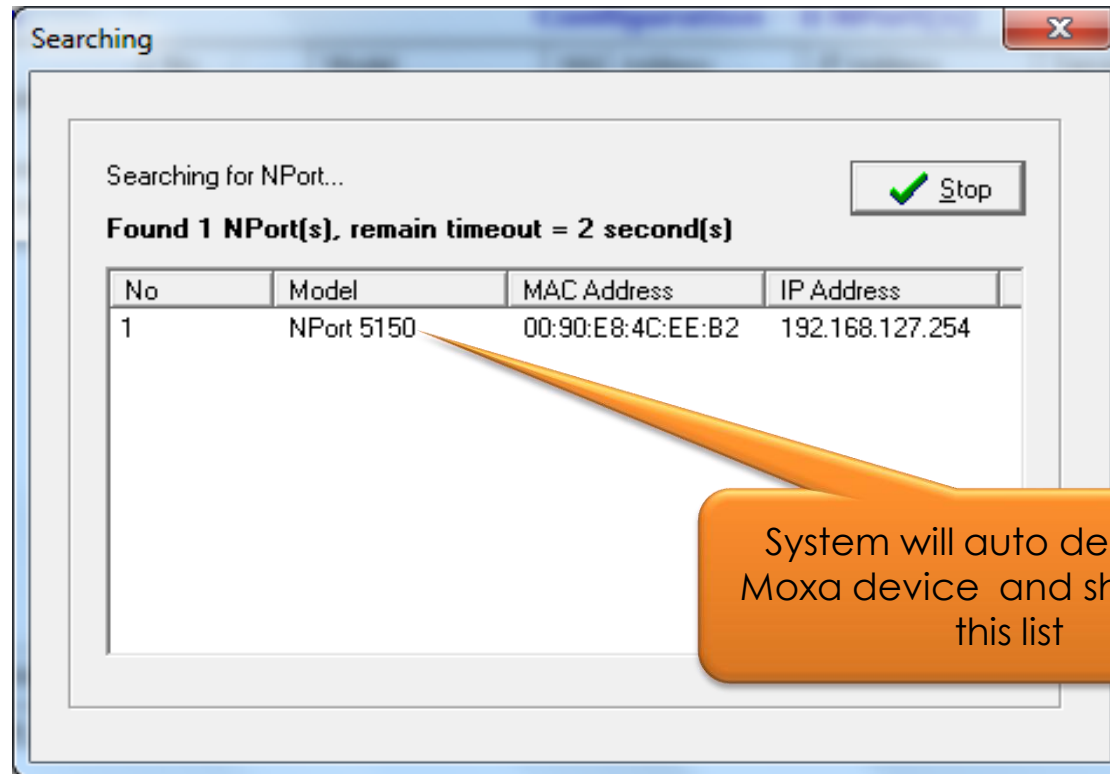 Searching
Searching for NPort...
Stop
Found 1 NPort(s), remain timeout = 2 second(s)
No Model MAC Address IP Address
1 NPort 5150 00:90:E8:4C:EE:B2 192.168.127.254
System will auto de
Moxa device and sh
this list